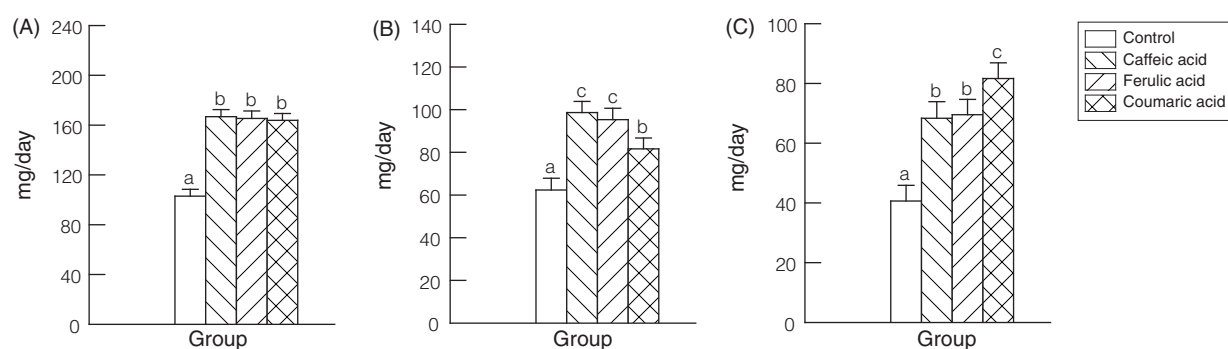 (A)
240
200
160
120
80
40
0
mg/day
a
b
b
b
Group
(B)
140
120
100
80
60
40
20
0
mg/day
a
c
c
b
Group
(C)
100
80
60
40
20
0
mg/day
a
b
b
c
Group
Control
Caffeic acid
Ferulic acid
Coumaric acid